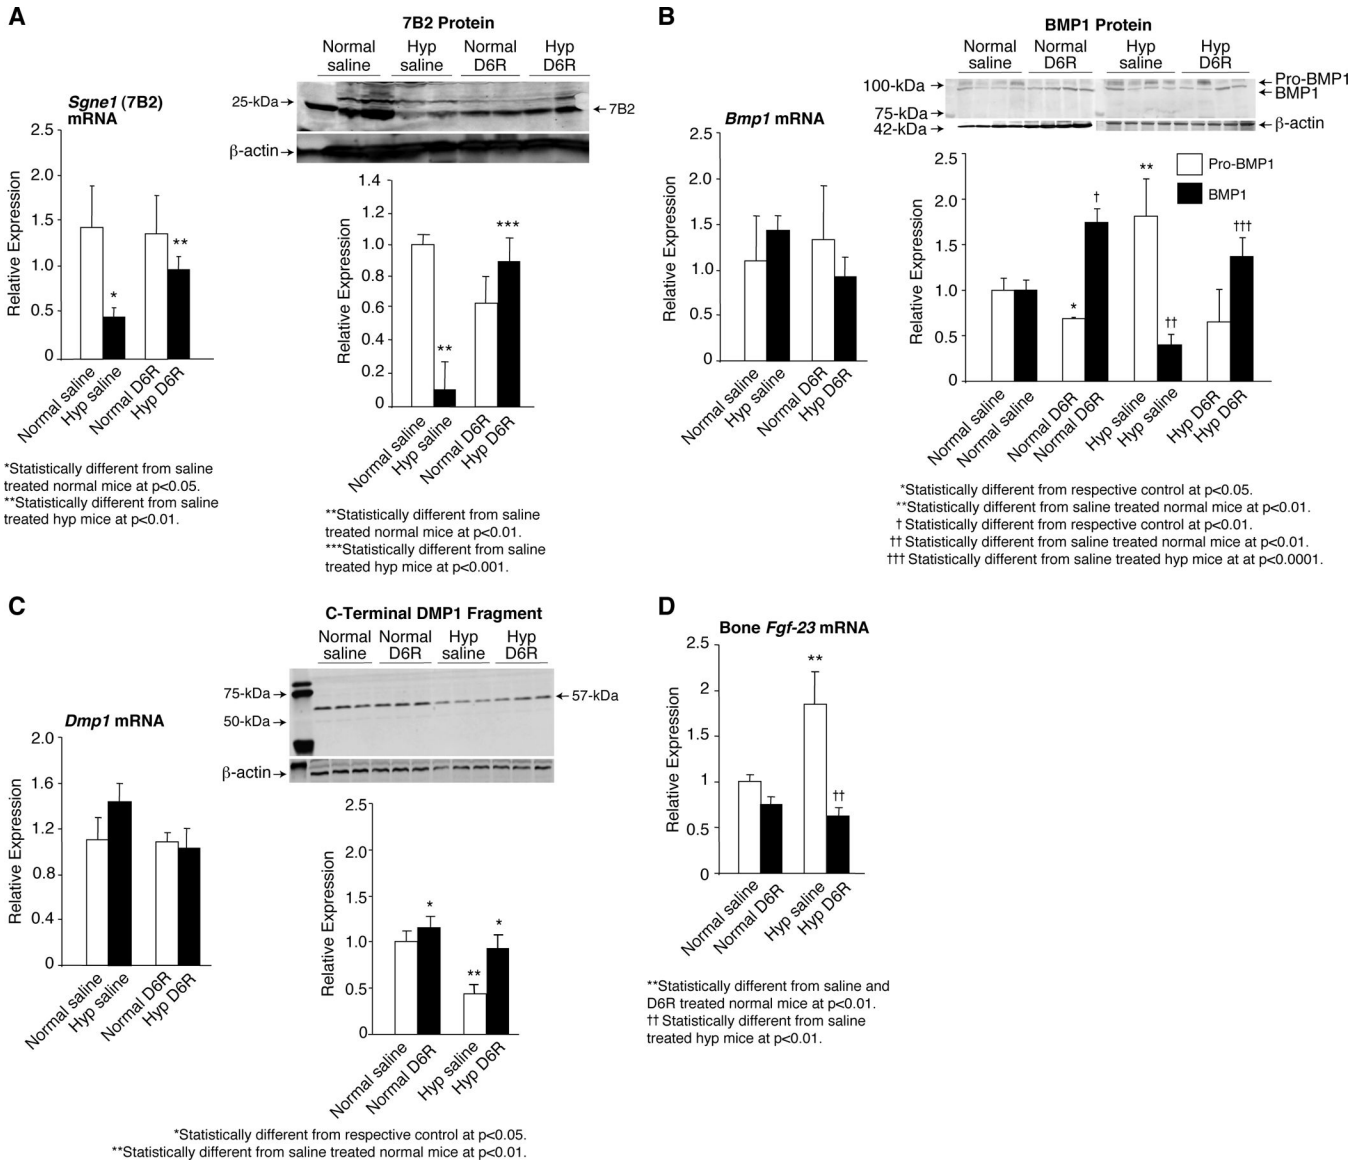 A
7B2 Protein
Normal saline
Hyp saline
Normal D6R
Hyp D6R
25-kDa
7B2
β-actin
Sgne1 (7B2)
mRNA
Relative Expression
2.5
2.0
1.5
1.0
0.5
0
*
**
Normal saline
Hyp saline
Normal D6R
Hyp D6R
*Statistically different from saline
treated normal mice at p<0.05.
**Statistically different from saline
treated hyp mice at p<0.01.
Relative Expression
1.4
1.2
1.0
0.8
0.6
0.4
0.2
0
**
***
Normal saline
Hyp saline
Normal D6R
Hyp D6R
**Statistically different from saline
treated normal mice at p<0.01.
***Statistically different from saline
treated hyp mice at p<0.001.
B
BMP1 Protein
Normal saline
Normal D6R
Hyp saline
Hyp D6R
100-kDa
75-kDa
42-kDa
Pro-BMP1
BMP1
β-actin
Bmp1 mRNA
Relative Expression
2.5
2.0
1.5
1.0
0.5
0
Normal saline
Hyp saline
Normal D6R
Hyp D6R
Relative Expression
2.5
2.0
1.5
1.0
0.5
0
Pro-BMP1
BMP1
*
†
**
††
†††
Normal saline
Normal saline
Normal D6R
Normal D6R
Hyp saline
Hyp saline
Hyp D6R
Hyp D6R
*Statistically different from respective control at p<0.05.
**Statistically different from saline treated normal mice at p<0.01.
† Statistically different from respective control at p<0.01.
†† Statistically different from saline treated normal mice at p<0.01.
††† Statistically different from saline treated hyp mice at at p<0.0001.
C
C-Terminal DMP1 Fragment
Normal saline
Normal D6R
Hyp saline
Hyp D6R
75-kDa
50-kDa
57-kDa
β-actin
Dmp1 mRNA
Relative Expression
2.0
1.6
1.2
0.8
0.4
0
Normal saline
Hyp saline
Normal D6R
Hyp D6R
Relative Expression
2.5
2.0
1.5
1.0
0.5
0
*
**
*
Normal saline
Normal D6R
Hyp saline
Hyp D6R
*Statistically different from respective control at p<0.05.
**Statistically different from saline treated normal mice at p<0.01.
D
Bone Fgf-23 mRNA
Relative Expression
2.5
2
1.5
1
0.5
0
**
††
Normal saline
Normal D6R
Hyp saline
Hyp D6R
**Statistically different from saline and
D6R treated normal mice at p<0.01.
†† Statistically different from saline
treated hyp mice at p<0.01.